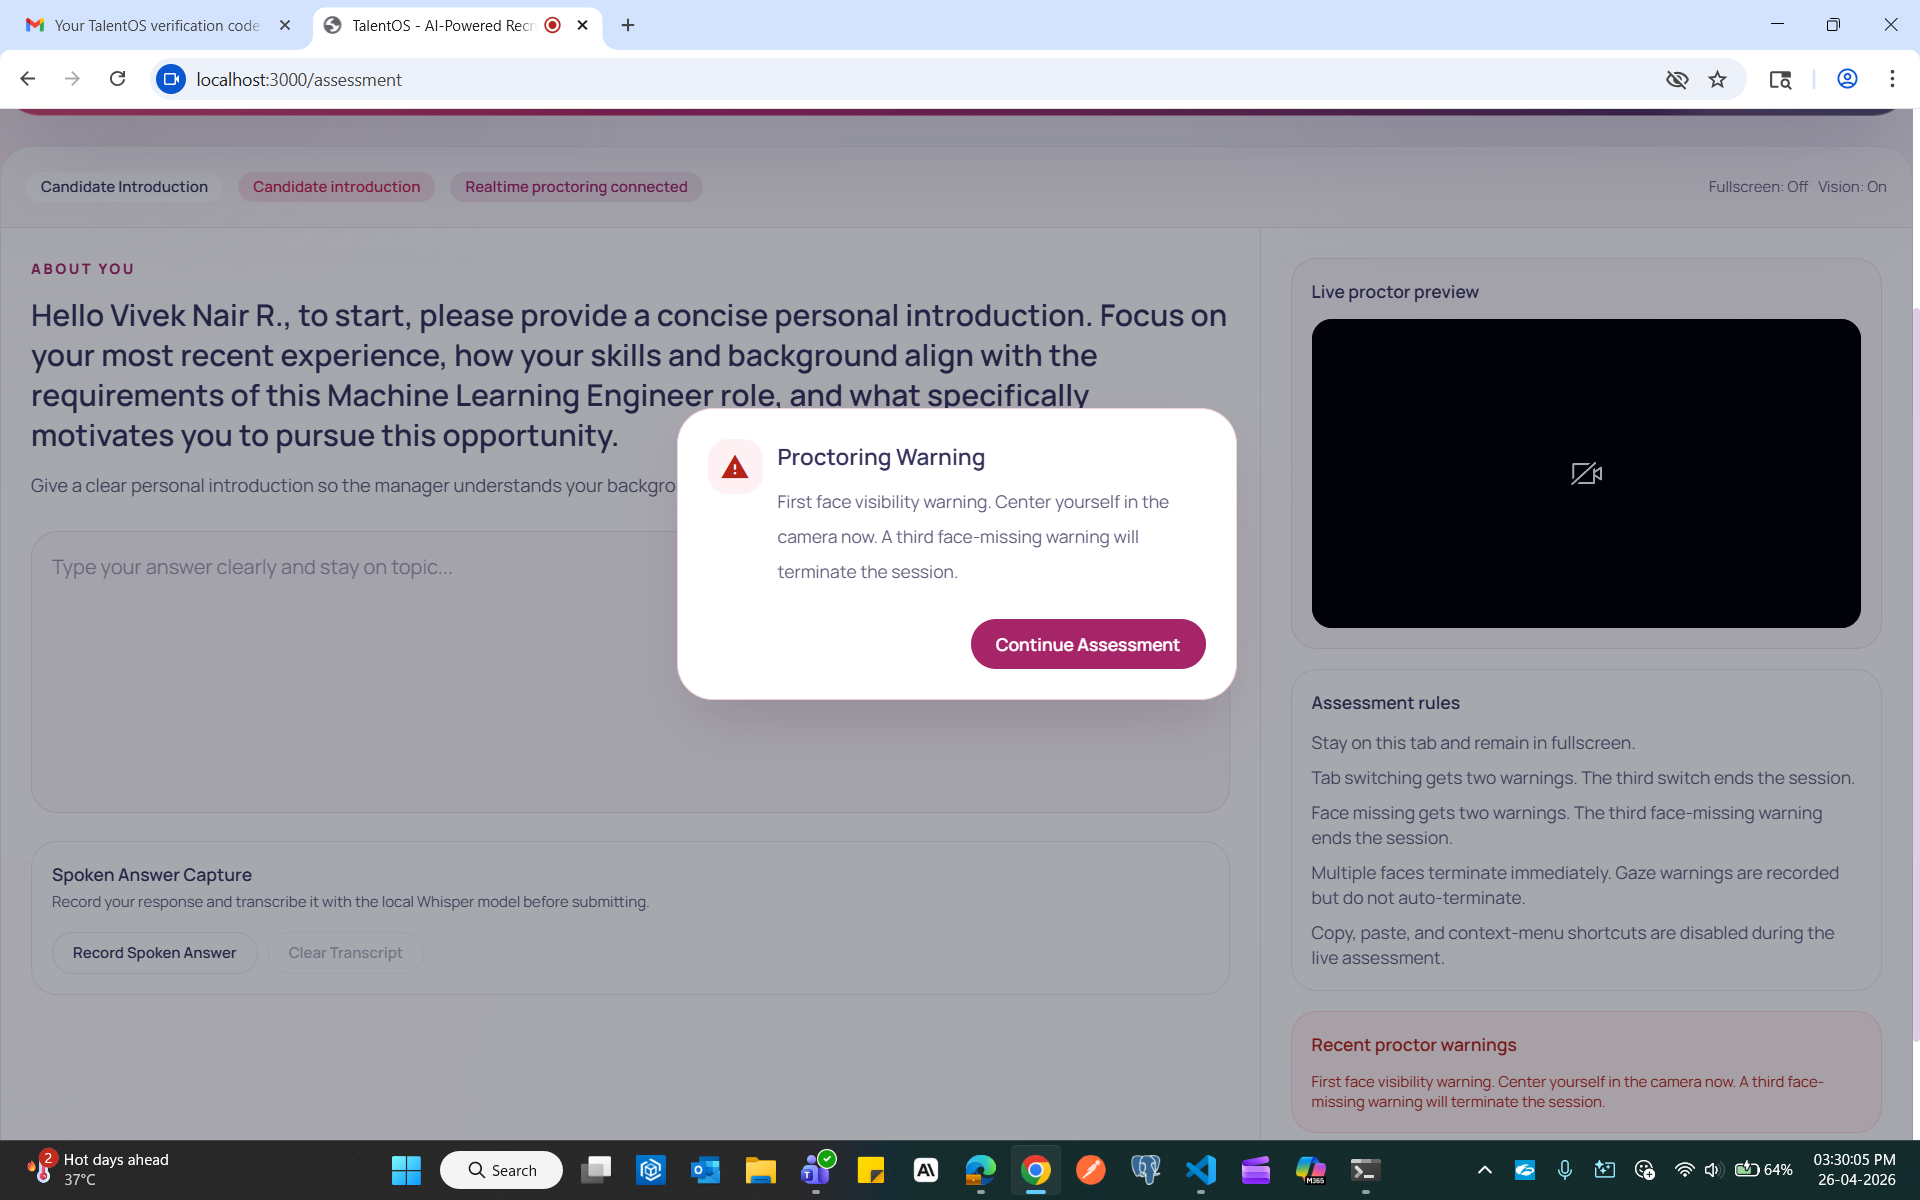 Your TalentOS verification code
TalentOS - AI-Powered Recr
localhost:3000/assessment
Candidate Introduction
Candidate introduction
Realtime proctoring connected
Fullscreen: Off Vision: On
ABOUT YOU
Hello Vivek Nair R., to start, please provide a concise personal introduction. Focus on
your most recent experience, how your skills and background align with the
requirements of this Machine Learning Engineer role, and what specifically
motivates you to pursue this opportunity.
Give a clear personal introduction so the manager understands your backgro
Type your answer clearly and stay on topic...
Proctoring Warning
First face visibility warning. Center yourself in the
camera now. A third face-missing warning will
terminate the session.
Continue Assessment
Spoken Answer Capture
Record your response and transcribe it with the local Whisper model before submitting.
Record Spoken Answer
Clear Transcript
Live proctor preview
Assessment rules
Stay on this tab and remain in fullscreen.
Tab switching gets two warnings. The third switch ends the session.
Face missing gets two warnings. The third face-missing warning
ends the session.
Multiple faces terminate immediately. Gaze warnings are recorded
but do not auto-terminate.
Copy, paste, and context-menu shortcuts are disabled during the
live assessment.
Recent proctor warnings
First face visibility warning. Center yourself in the camera now. A third face-
missing warning will terminate the session.
2
Hot days ahead
37°C
Search
M365
64%
03:30:05 PM
26-04-2026